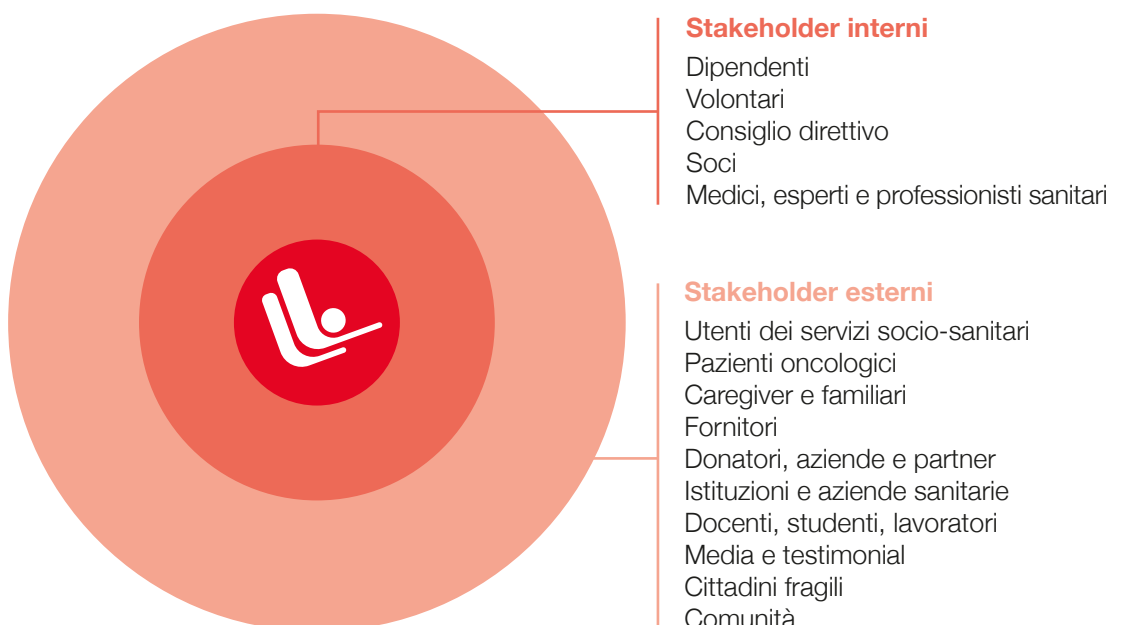 Stakeholder interni
Dipendenti
Volontari
Consiglio direttivo
Soci
Medici, esperti e professionisti sanitari
Stakeholder esterni
Utenti dei servizi socio-sanitari
Pazienti oncologici
Caregiver e familiari
Fornitori
Donatori, aziende e partner
Istituzioni e aziende sanitarie
Docenti, studenti, lavoratori
Media e testimonial
Cittadini fragili
Comunità